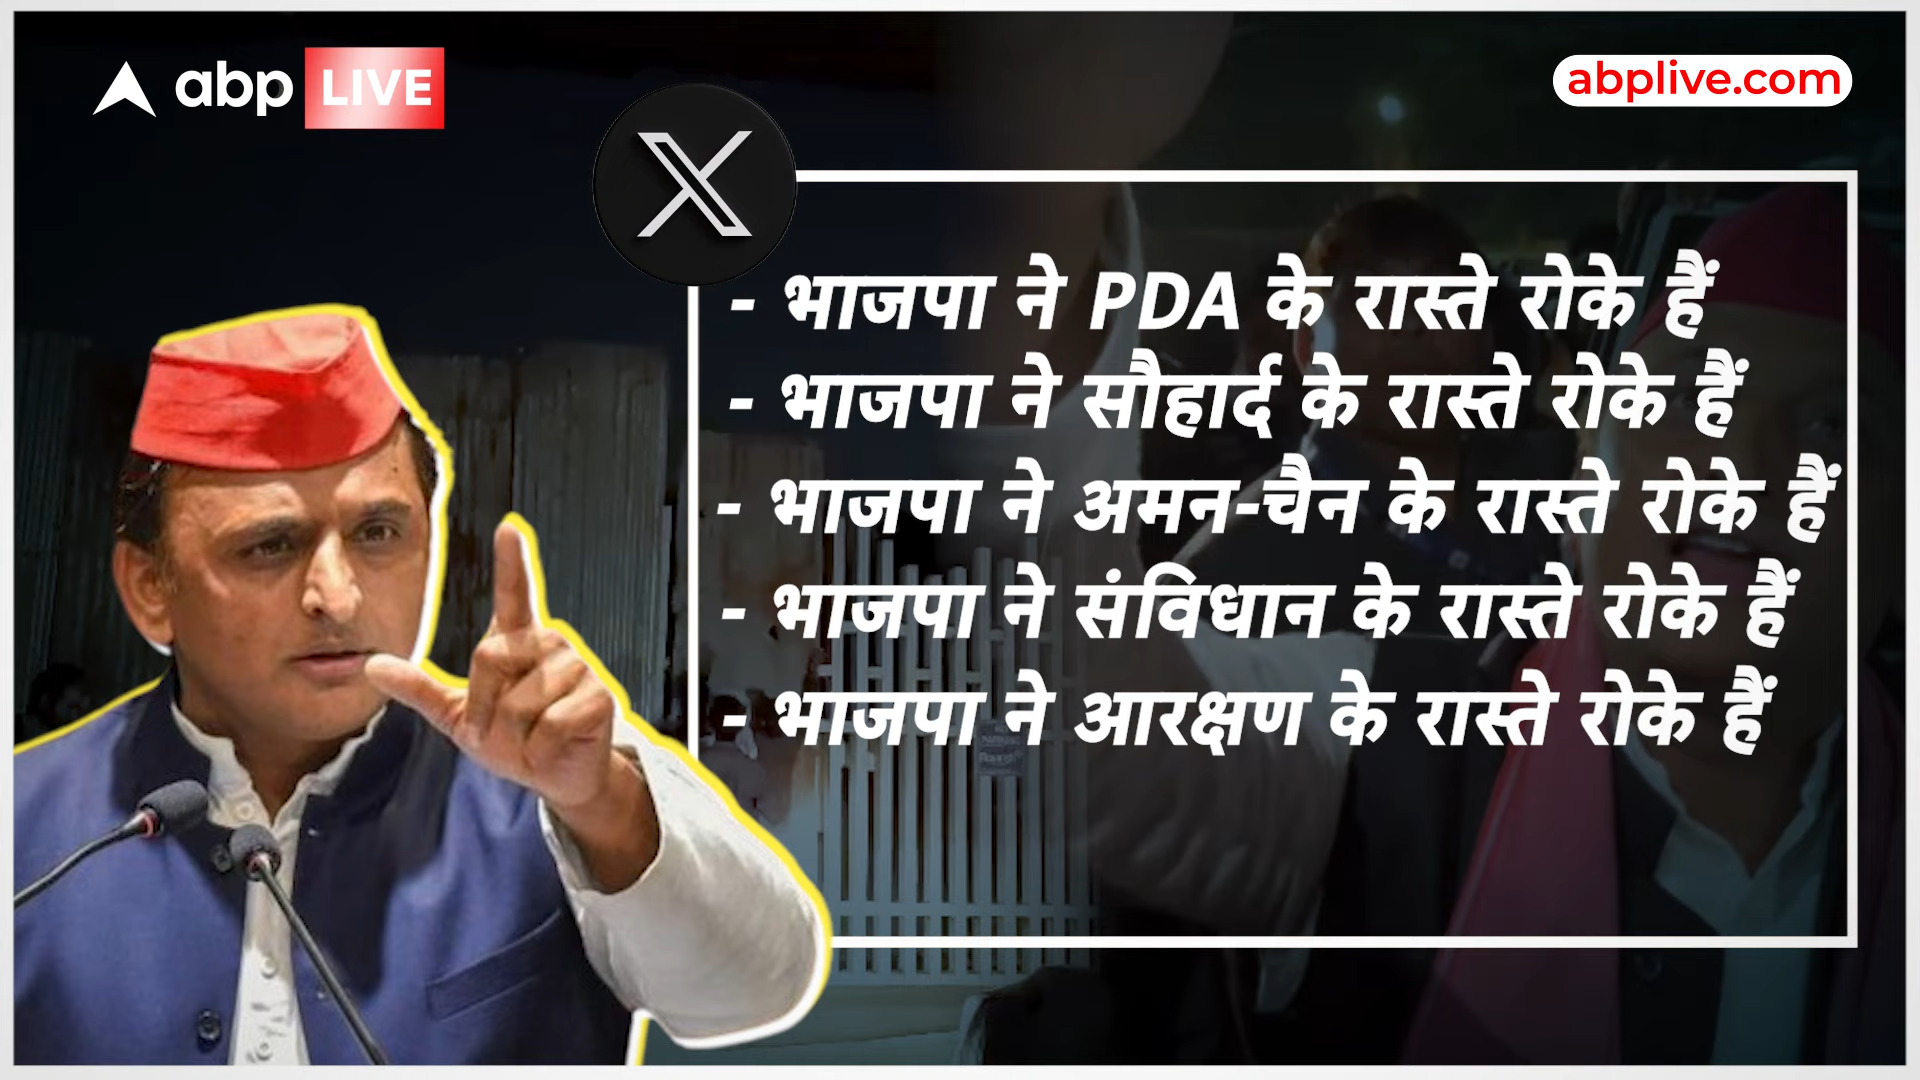 abp LIVE
abplive.com
- भाजपा ने PDA के रास्ते रोके हैं
- भाजपा ने सौहार्द के रास्ते रोके हैं
- भाजपा ने अमन-चैन के रास्ते रोके हैं
- भाजपा ने संविधान के रास्ते रोके हैं
- भाजपा ने आरक्षण के रास्ते रोके हैं